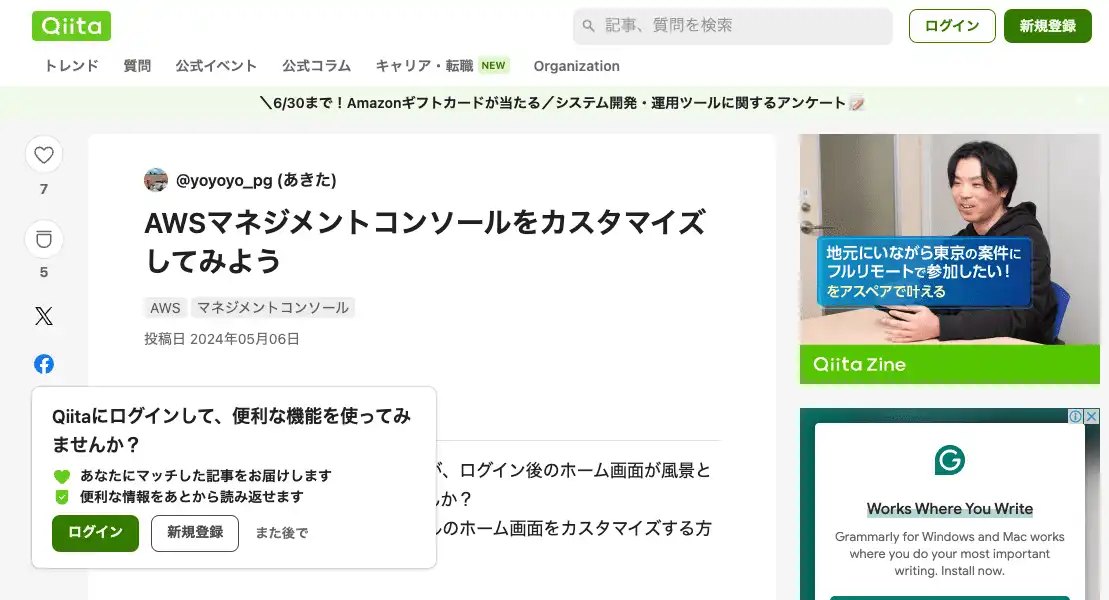 Qiita
記事、質問を検索
ログイン
新規登録
トレンド
質問
公式イベント
公式コラム
キャリア・転職 NEW
Organization
＼6/30まで！Amazonギフトカードが当たる／システム開発・運用ツールに関するアンケート
7
5
@yoyoyo_pg (あきた)
AWSマネジメントコンソールをカスタマイズ
してみよう
AWS
マネジメントコンソール
投稿日 2024年05月06日
が、ログイン後のホーム画面が風景と
んか？
のホーム画面をカスタマイズする方
Qiitaにログインして、便利な機能を使ってみ
ませんか？
あなたにマッチした記事をお届けします
便利な情報をあとから読み返せます
ログイン
新規登録
また後で
地元にいながら東京の案件に
フルリモートで参加したい！
をアスペアで叶える
Qiita Zine
Works Where You Write
Grammarly for Windows and Mac works
where you do your most important
writing. Install now.